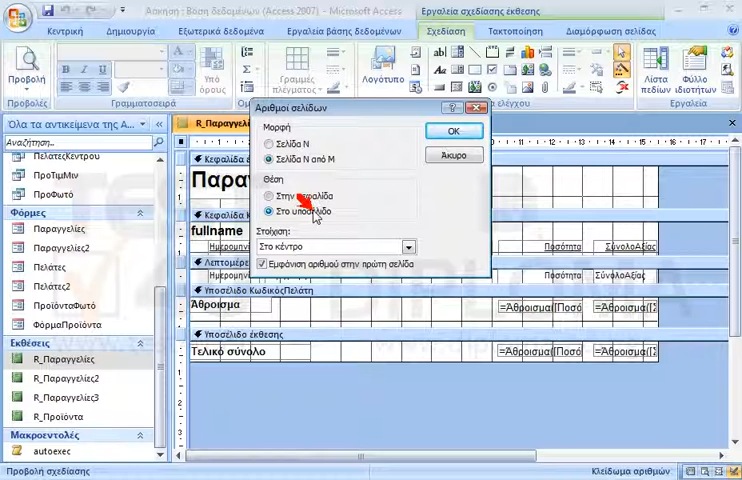 Άσκηση : Βάση δεδομένων (Access 2007) - Microsoft Access
Εργαλεία σχεδίασης έκθεσης
Κεντρική
Δημιουργία
Εξωτερικά δεδομένα
Εργαλεία βάσης δεδομένων
Σχεδίαση
Τακτοποίηση
Διαμόρφωση σελίδας
Προβολή
Υπό όρους
Γραμμές πλέγματος
Λογότυπο
Λίστα πεδίων
Φύλλο ιδιοτήτων
Προβολές
Γραμματοσειρά
ελέγχου
Εργαλεία
Όλα τα αντικείμενα της A...
Αναζήτηση...
ΠελατεςΚεντρου
ΠροΤιμΜιν
ΠροΦωτό
Φόρμες
Παραγγελίες
Παραγγελίες2
Πελάτες
Πελάτες2
ΠροϊόνταΦωτό
ΦόρμαΠροϊόντα
Εκθέσεις
R_Παραγγελίες
R_Παραγγελίες2
R_Παραγγελίες3
R_Προϊόντα
Μακροεντολές
autoexec
R_Παραγγελί
Αριθμοί σελίδων
Μορφή
Σελίδα N
Σελίδα N από M
Θέση
Στην κεφαλίδα
Στο υποσέλιδο
Στοίχιση:
Στο κέντρο
Εμφάνιση αριθμού στην πρώτη σελίδα
OK
Άκυρο
Κεφαλίδα
Παραγ
Κεφαλίδα Κ
fullname
Ημερομην
Ποσότητα
ΣύνολοΑξίας
Λεπτομέρε
Ημερομηνί
Ποσότητα
ΣύνολοΑξίας
Υποσέλιδο ΚωδικόςΠελάτη
Άθροισμα
=Άθροισμα([Ποσό
=Άθροισμα([Σ
Υποσέλιδο έκθεσης
Τελικό σύνολο
=Άθροισμα([Ποσό
=Άθροισμα([Σ
Προβολή σχεδίασης
Κλείδωμα αριθμών